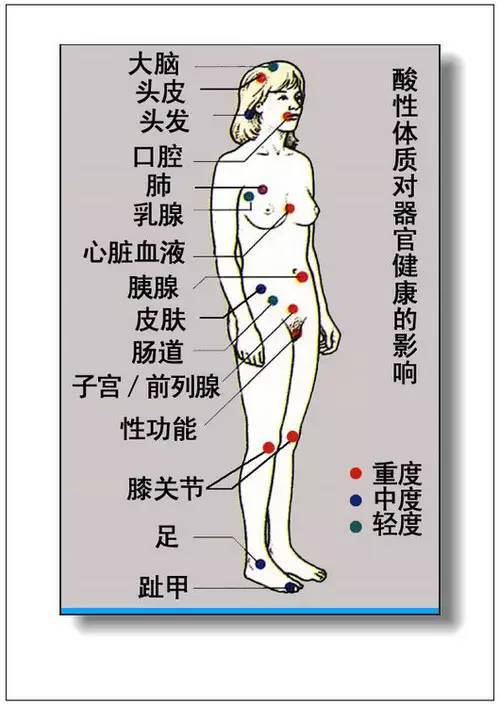 大脑
头皮
头发
口腔
肺
乳腺
心脏血液
胰腺
皮肤
肠道
子宫/前列腺
性功能
膝关节
足
趾甲
酸性体质对器官健康的影响
重度
中度
轻度